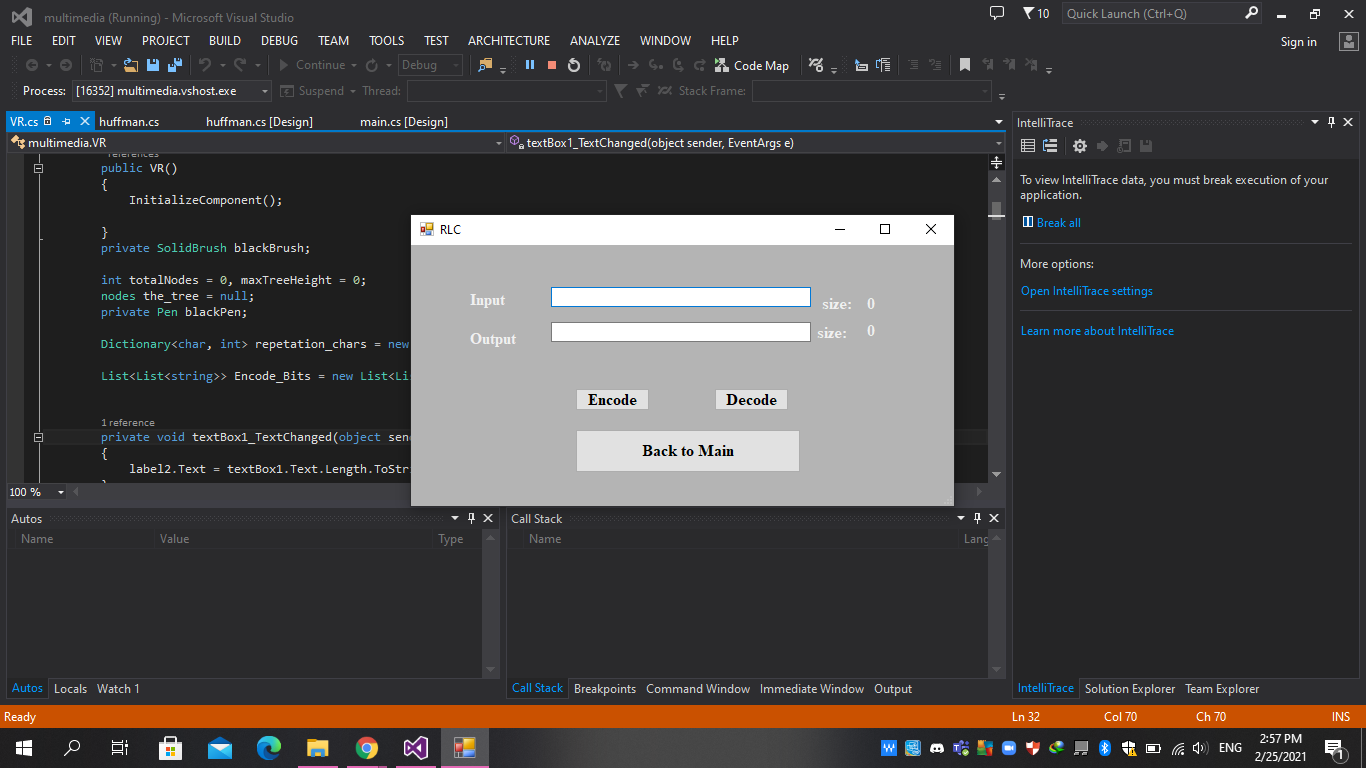 multimedia (Running) - Microsoft Visual Studio
10
Quick Launch (Ctrl+Q)
FILE EDIT VIEW PROJECT BUILD DEBUG TEAM TOOLS TEST ARCHITECTURE ANALYZE WINDOW HELP
Sign in
Continue
Debug
Code Map
Process: [16352] multimedia.vshost.exe
Suspend
Thread:
Stack Frame:
VR.cs huffman.cs huffman.cs [Design] main.cs [Design]
multimedia.VR
textBox1_TextChanged(object sender, EventArgs e)
references
public VR()
{
InitializeComponent();
}
private SolidBrush blackBrush;
int totalNodes = 0, maxTreeHeight = 0;
nodes the_tree = null;
private Pen blackPen;
Dictionary<char, int> repetation_chars = new
List<List<string>> Encode_Bits = new List<Li
1 reference
private void textBox1_TextChanged(object sen
{
label2.Text = textBox1.Text.Length.ToStr
100 %
RLC
Input
size: 0
Output
size: 0
Encode
Decode
Back to Main
IntelliTrace
To view IntelliTrace data, you must break execution of your
application.
Break all
More options:
Open IntelliTrace settings
Learn more about IntelliTrace
Autos
Name Value Type
Call Stack
Name Lang
Autos Locals Watch 1
Call Stack Breakpoints Command Window Immediate Window Output
IntelliTrace Solution Explorer Team Explorer
Ready
Ln 32 Col 70 Ch 70 INS
ENG
2:57 PM
2/25/2021
1